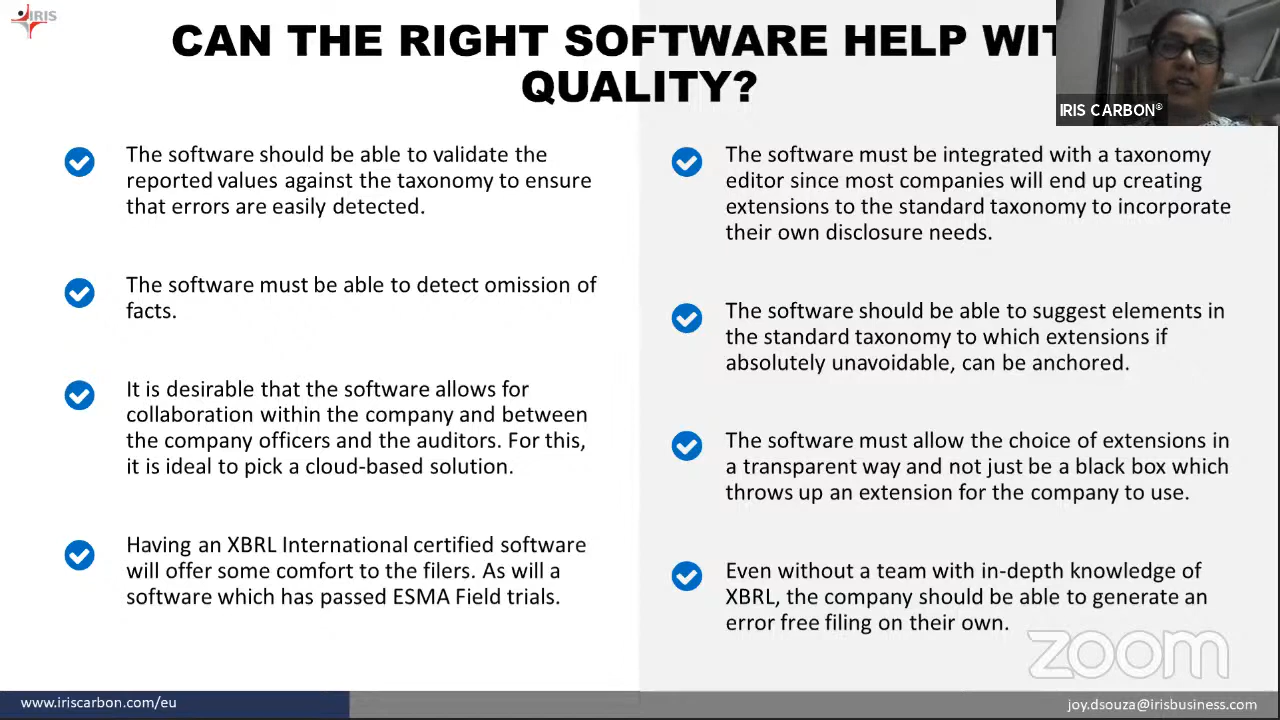 IRIS
CAN THE RIGHT SOFTWARE HELP WIT
QUALITY?
IRIS CARBON®
The software should be able to validate the
reported values against the taxonomy to ensure
that errors are easily detected.
The software must be able to detect omission of
facts.
It is desirable that the software allows for
collaboration within the company and between
the company officers and the auditors. For this,
it is ideal to pick a cloud-based solution.
Having an XBRL International certified software
will offer some comfort to the filers. As will a
software which has passed ESMA Field trials.
The software must be integrated with a taxonomy
editor since most companies will end up creating
extensions to the standard taxonomy to incorporate
their own disclosure needs.
The software should be able to suggest elements in
the standard taxonomy to which extensions if
absolutely unavoidable, can be anchored.
The software must allow the choice of extensions in
a transparent way and not just be a black box which
throws up an extension for the company to use.
Even without a team with in-depth knowledge of
XBRL, the company should be able to generate an
error free filing on their own.
zoom
www.iriscarbon.com/eu
joy.dsouza@irisbusiness.com